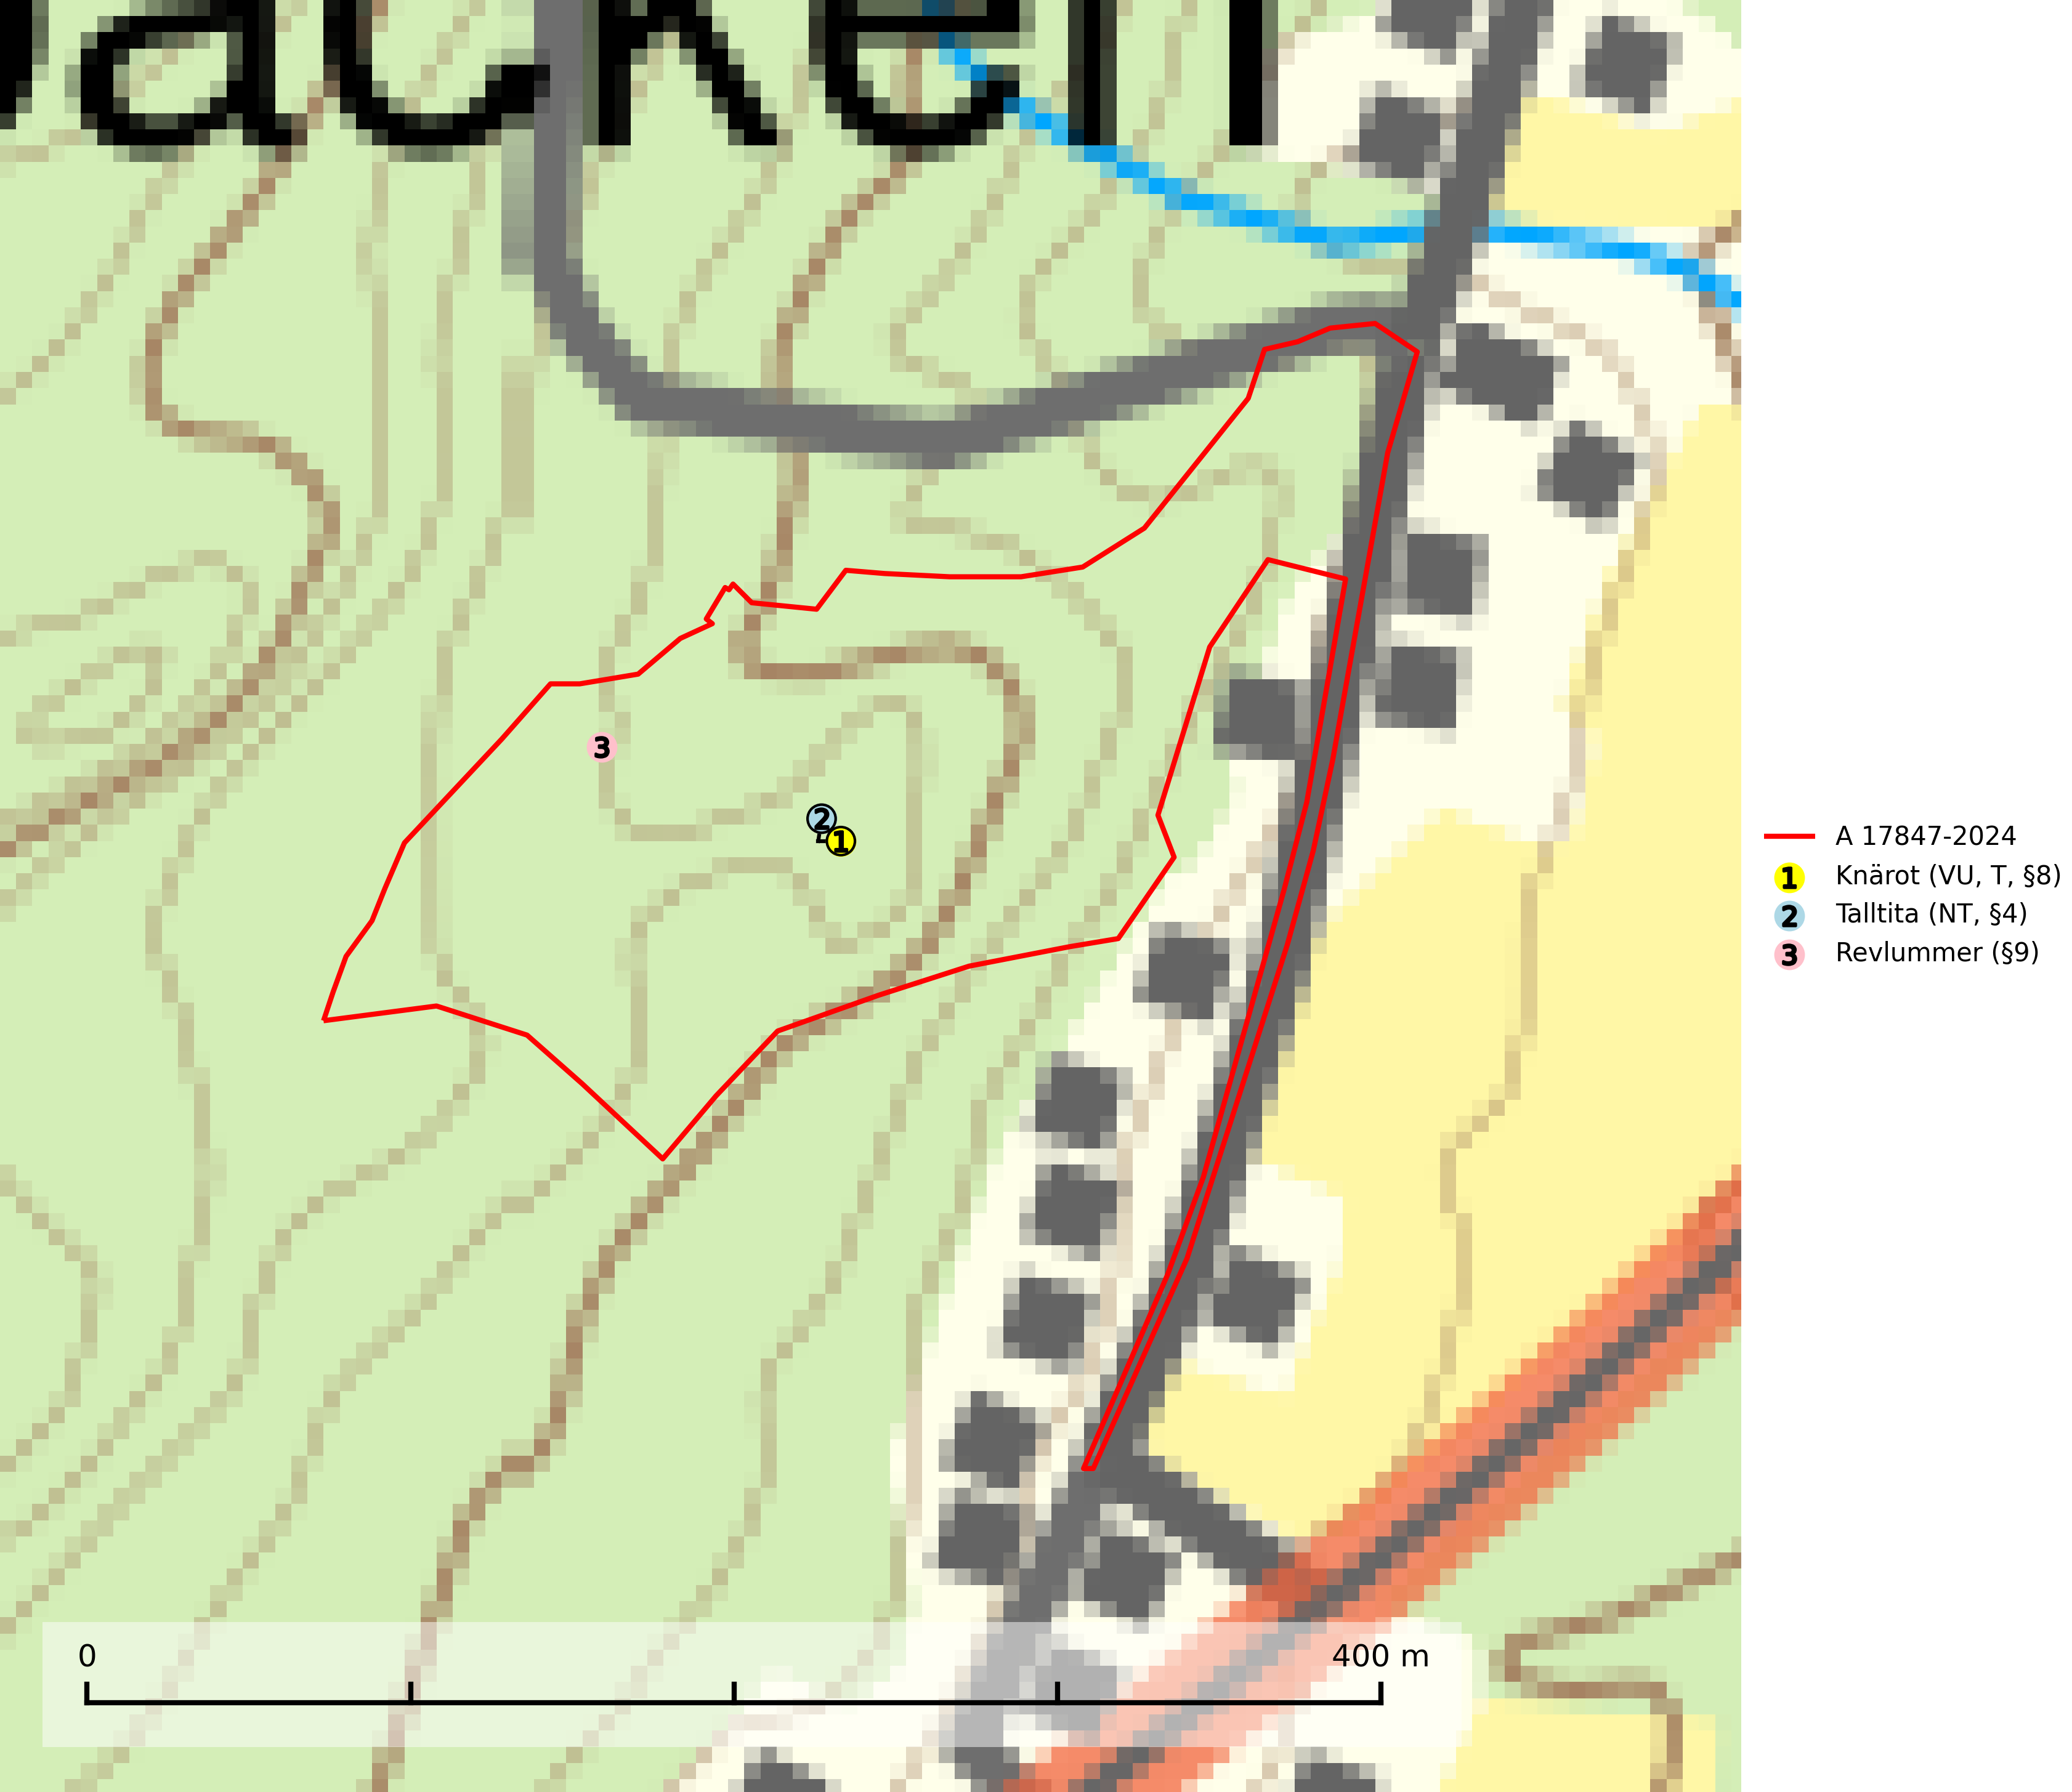 3
2
1
A 17847-2024
1 Knärot (VU, T, §8)
2 Talltita (NT, §4)
3 Revlummer (§9)
0 400 m